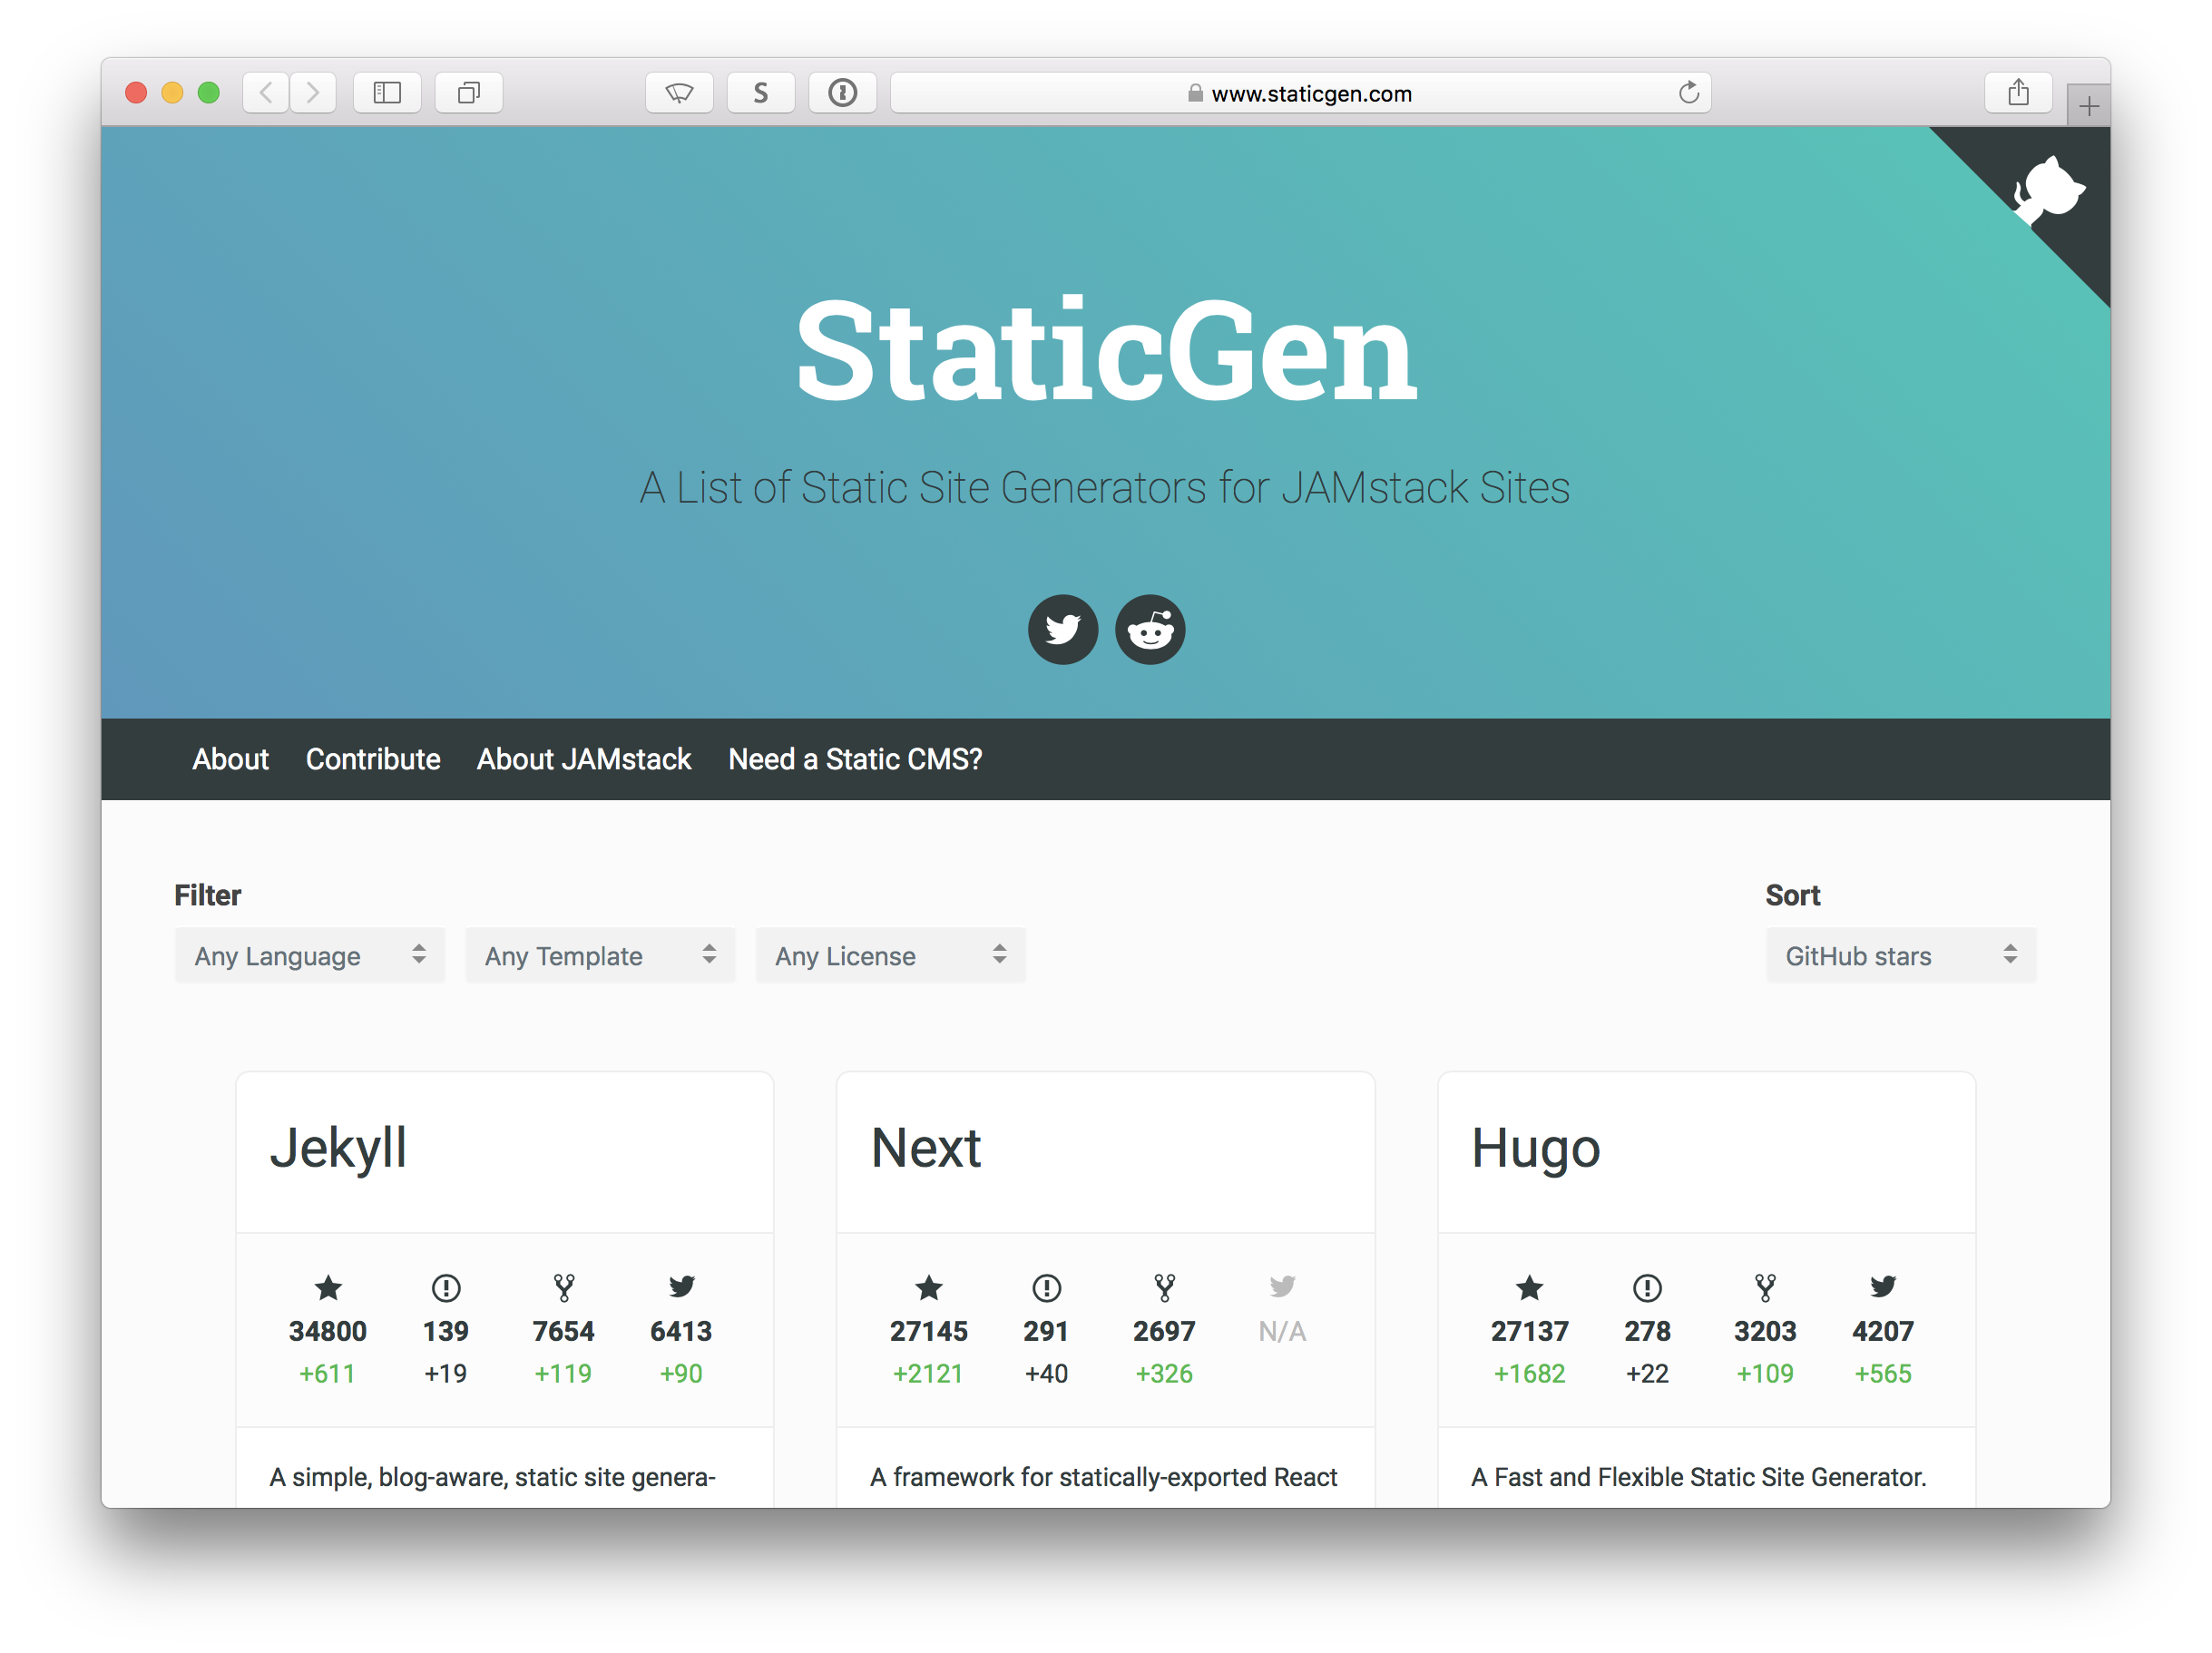 S
www.staticgen.com
StaticGen
A List of Static Site Generators for JAMstack Sites
About Contribute About JAMstack Need a Static CMS?
Filter
Sort
Any Language Any Template Any License GitHub stars
Jekyll
34800 139 7654 6413
+611 +19 +119 +90
A simple, blog-aware, static site genera-
Next
27145 291 2697 N/A
+2121 +40 +326
A framework for statically-exported React
Hugo
27137 278 3203 4207
+1682 +22 +109 +565
A Fast and Flexible Static Site Generator.